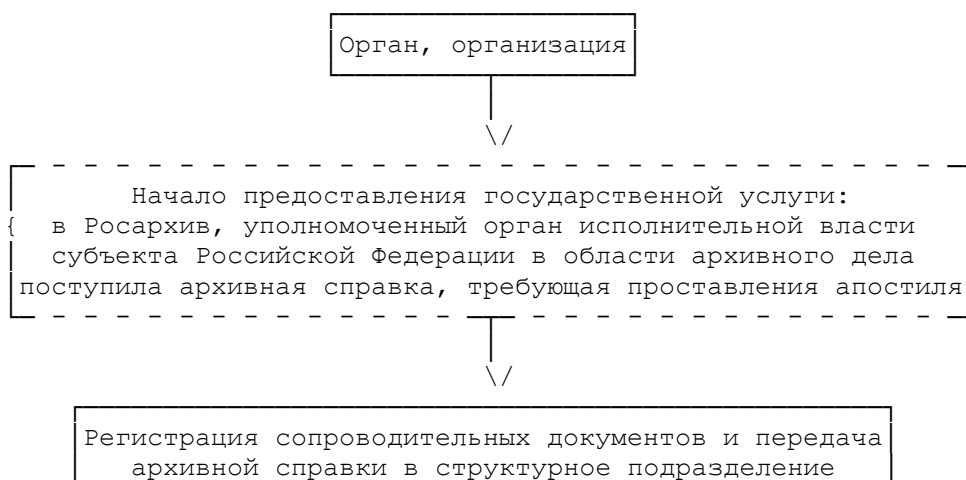 Орган, организация
Начало предоставления государственной услуги:
в Росархив, уполномоченный орган исполнительной власти
субъекта Российской Федерации в области архивного дела
поступила архивная справка, требующая проставления апостиля
Регистрация сопроводительных документов и передача
архивной справки в структурное подразделение